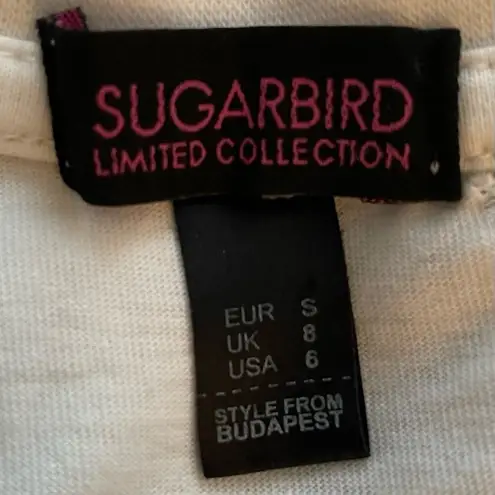 SUGARBIRD
LIMITED COLLECTION
EUR S
UK 8
USA 6
STYLE FROM
BUDAPEST